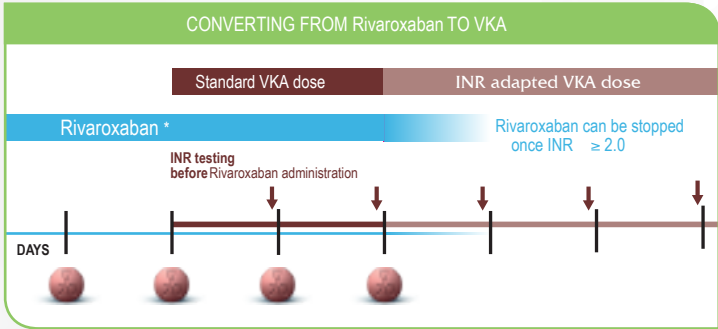 CONVERTING FROM Rivaroxaban TO VKA
Standard VKA dose
INR adapted VKA dose
Rivaroxaban *
Rivaroxaban can be stopped
once INR ≥ 2.0
INR testing
before Rivaroxaban administration
DAYS